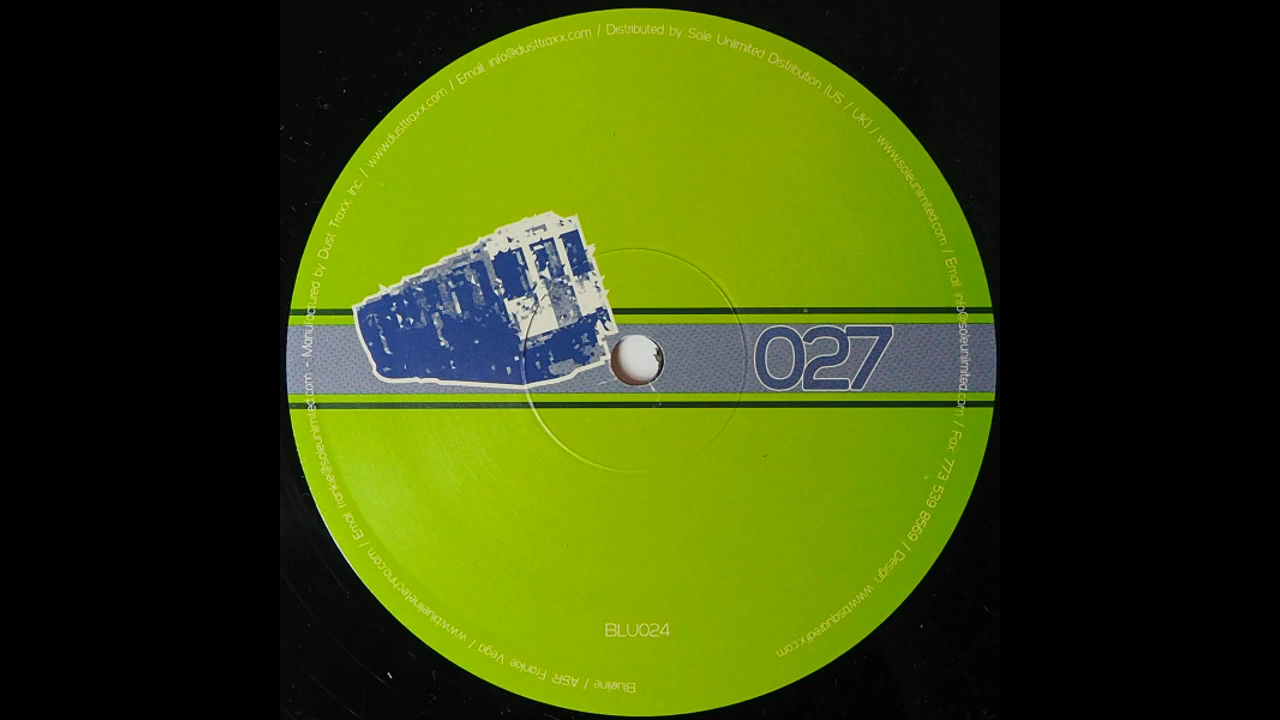 027
BLU024
Blueline / A&R Frankie Vega / www.bluelinetechno.com / Email frankie@soleunlimited.com - Manufactured by Dust Traxx Inc. / www.dusttraxx.com / Email info@dusttraxx.com / Distributed by Sole Unlimited Distribution (US / UK) / www.soleunlimited.com / Email info@soleunlimited.com / Fax 773 539 8569 / Design www.bsquaredfx.com